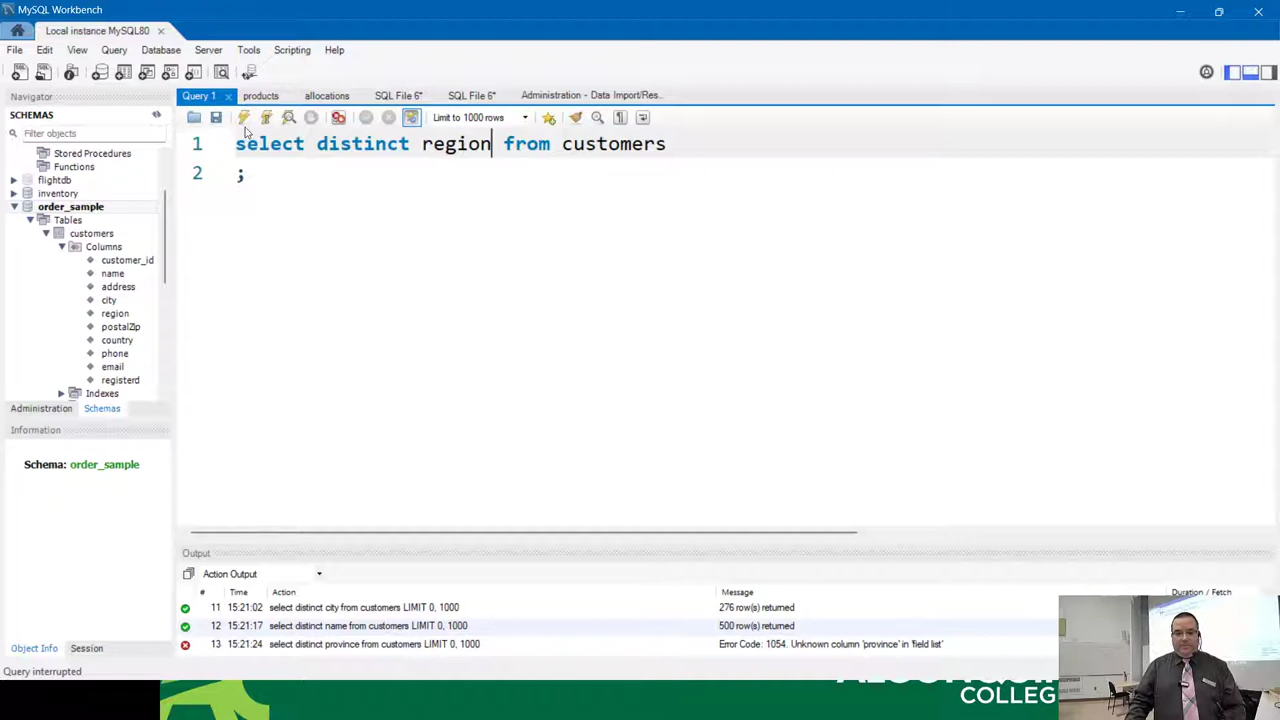 MySQL Workbench
Local instance MySQL80
File Edit View Query Database Server Tools Scripting Help
Navigator
SCHEMAS
Filter objects
Stored Procedures
Functions
flightdb
inventory
order_sample
Tables
customers
Columns
customer_id
name
address
city
region
postalZip
country
phone
email
registerd
Indexes
Administration Schemas
Information
Schema: order_sample
Object Info Session
Query interrupted
Query 1 products allocations SQL File 6* SQL File 6* Administration - Data Import/Res...
Limit to 1000 rows
1 select distinct region from customers
2 ;
Output
Action Output
# Time Action Message Duration / Fetch
11 15:21:02 select distinct city from customers LIMIT 0, 1000 276 row(s) returned
12 15:21:17 select distinct name from customers LIMIT 0, 1000 500 row(s) returned
13 15:21:24 select distinct province from customers LIMIT 0, 1000 Error Code: 1054. Unknown column 'province' in 'field list'